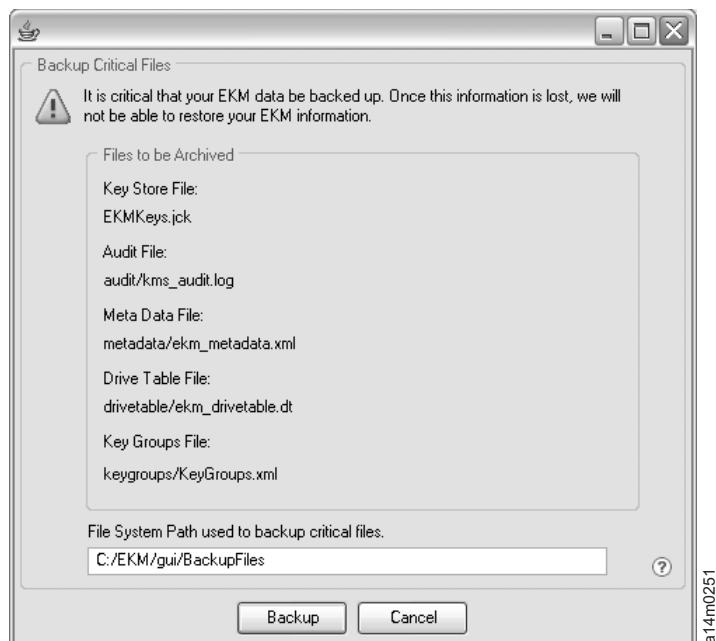 Backup Critical Files
It is critical that your EKM data be backed up. Once this information is lost, we will
not be able to restore your EKM information.
Files to be Archived
Key Store File:
EKMKeys.jck
Audit File:
audit/kms_audit.log
Meta Data File:
metadata/ekm_metadata.xml
Drive Table File:
drivetable/ekm_drivetable.dt
Key Groups File:
keygroups/KeyGroups.xml
File System Path used to backup critical files.
C:/EKM/gui/BackupFiles
?
Backup Cancel
a14m0251